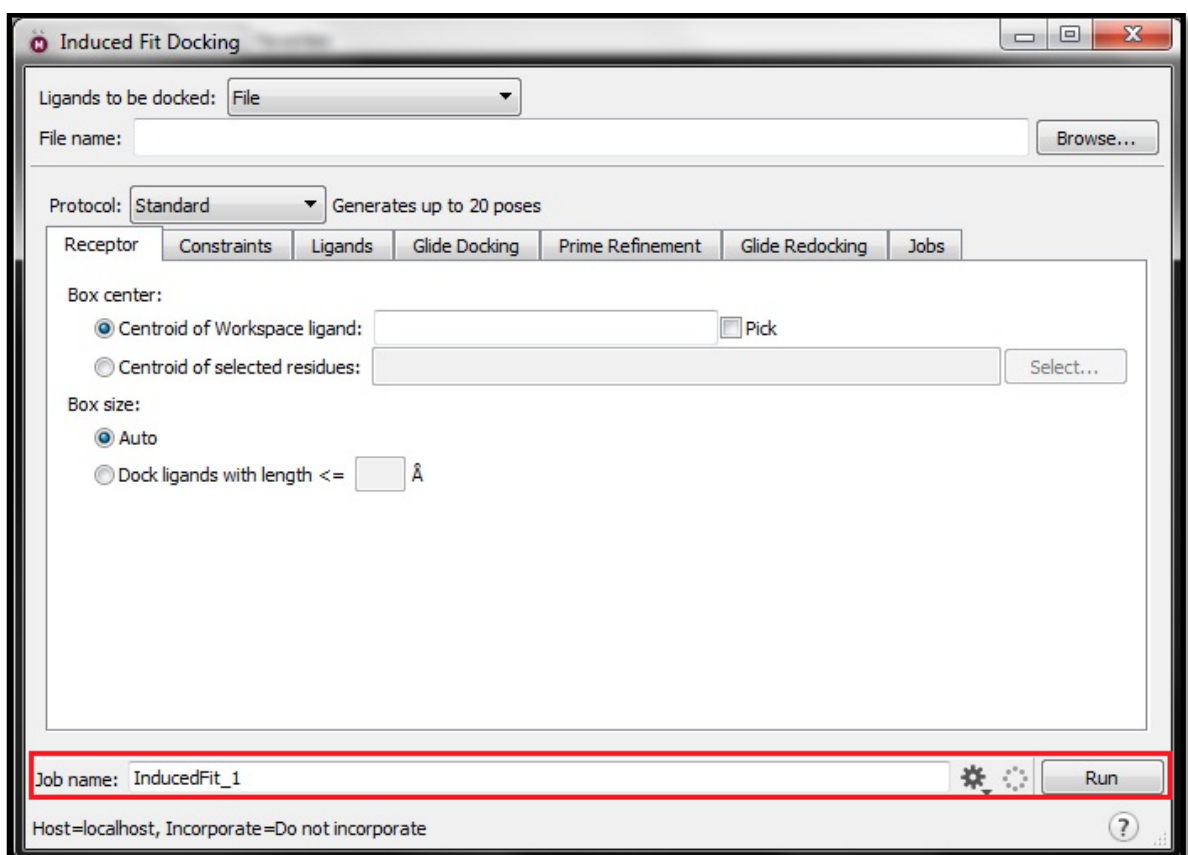 Induced Fit Docking
Ligands to be docked: File
File name: Browse...
Protocol: Standard Generates up to 20 poses
Receptor Constraints Ligands Glide Docking Prime Refinement Glide Redocking Jobs
Box center:
Centroid of Workspace ligand: Pick
Centroid of selected residues: Select...
Box size:
Auto
Dock ligands with length <= Å
Job name: InducedFit_1 Run
Host=localhost, Incorporate=Do not incorporate ?